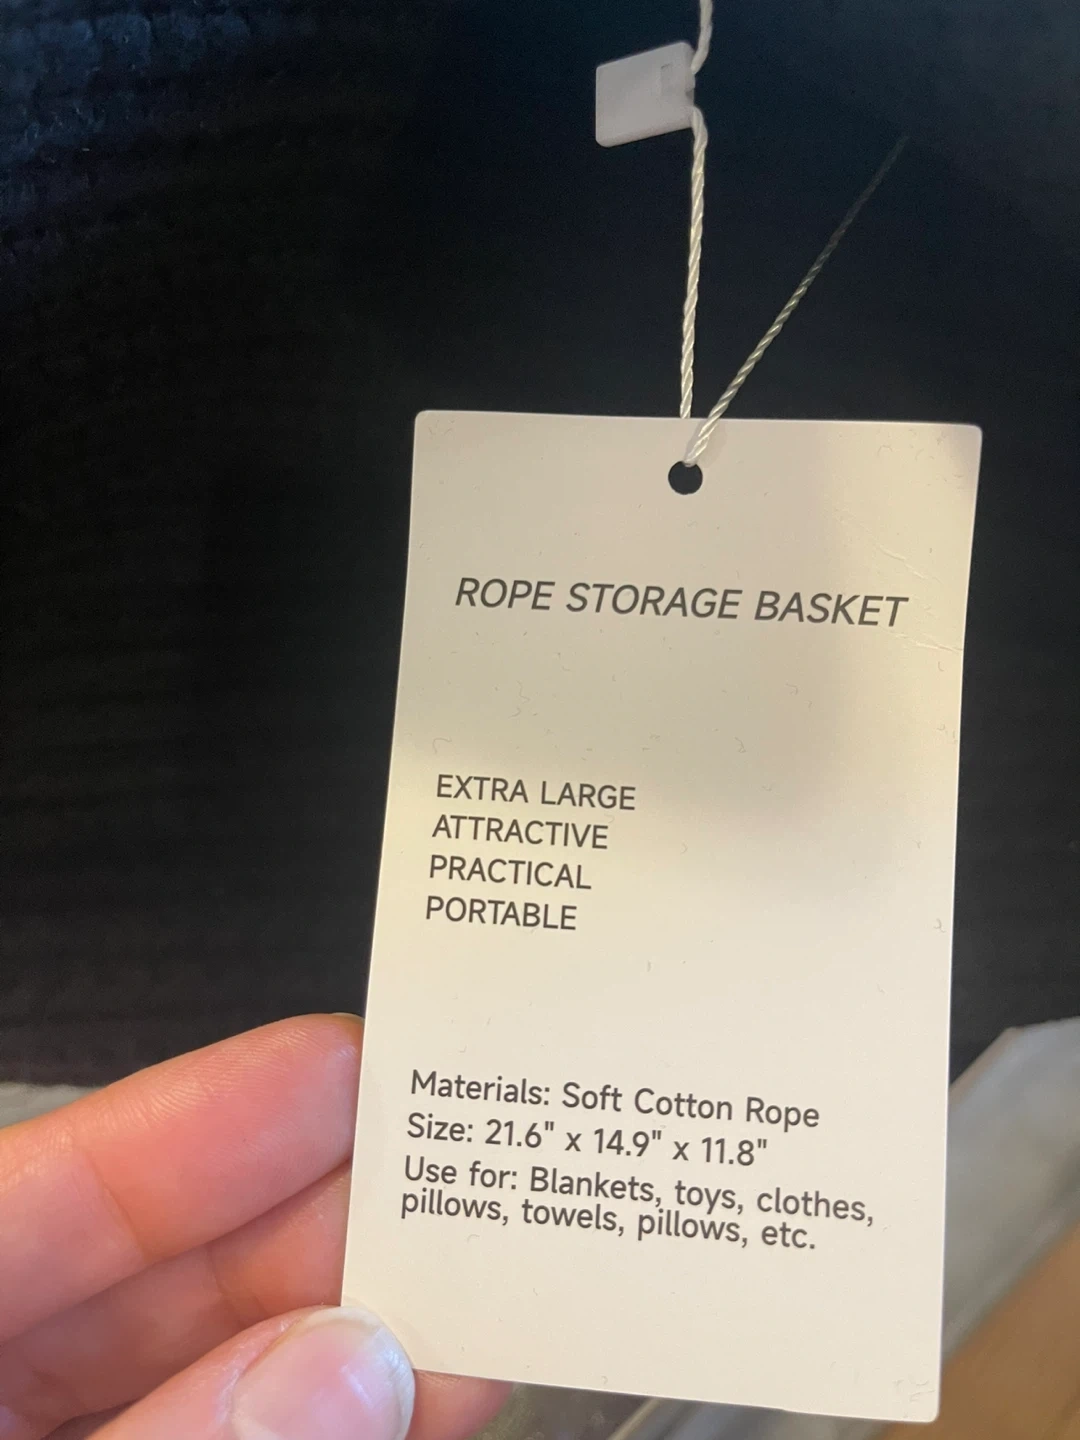 ROPE STORAGE BASKET
EXTRA LARGE
ATTRACTIVE
PRACTICAL
PORTABLE
Materials: Soft Cotton Rope
Size: 21.6" x 14.9" x 11.8"
Use for: Blankets, toys, clothes,
pillows, towels, pillows, etc.